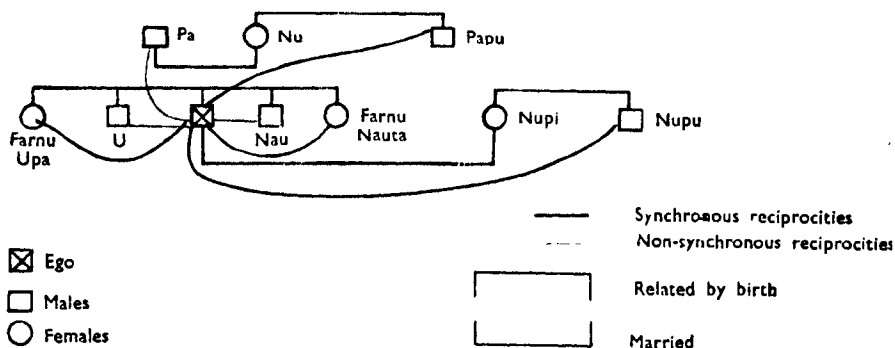 Pa
Nu
Papu
Farnu
Upa
U
Nau
Farnu
Nauta
Nupi
Nupu
Synchronous reciprocities
Non-synchronous reciprocities
Ego
Males
Females
Related by birth
Married